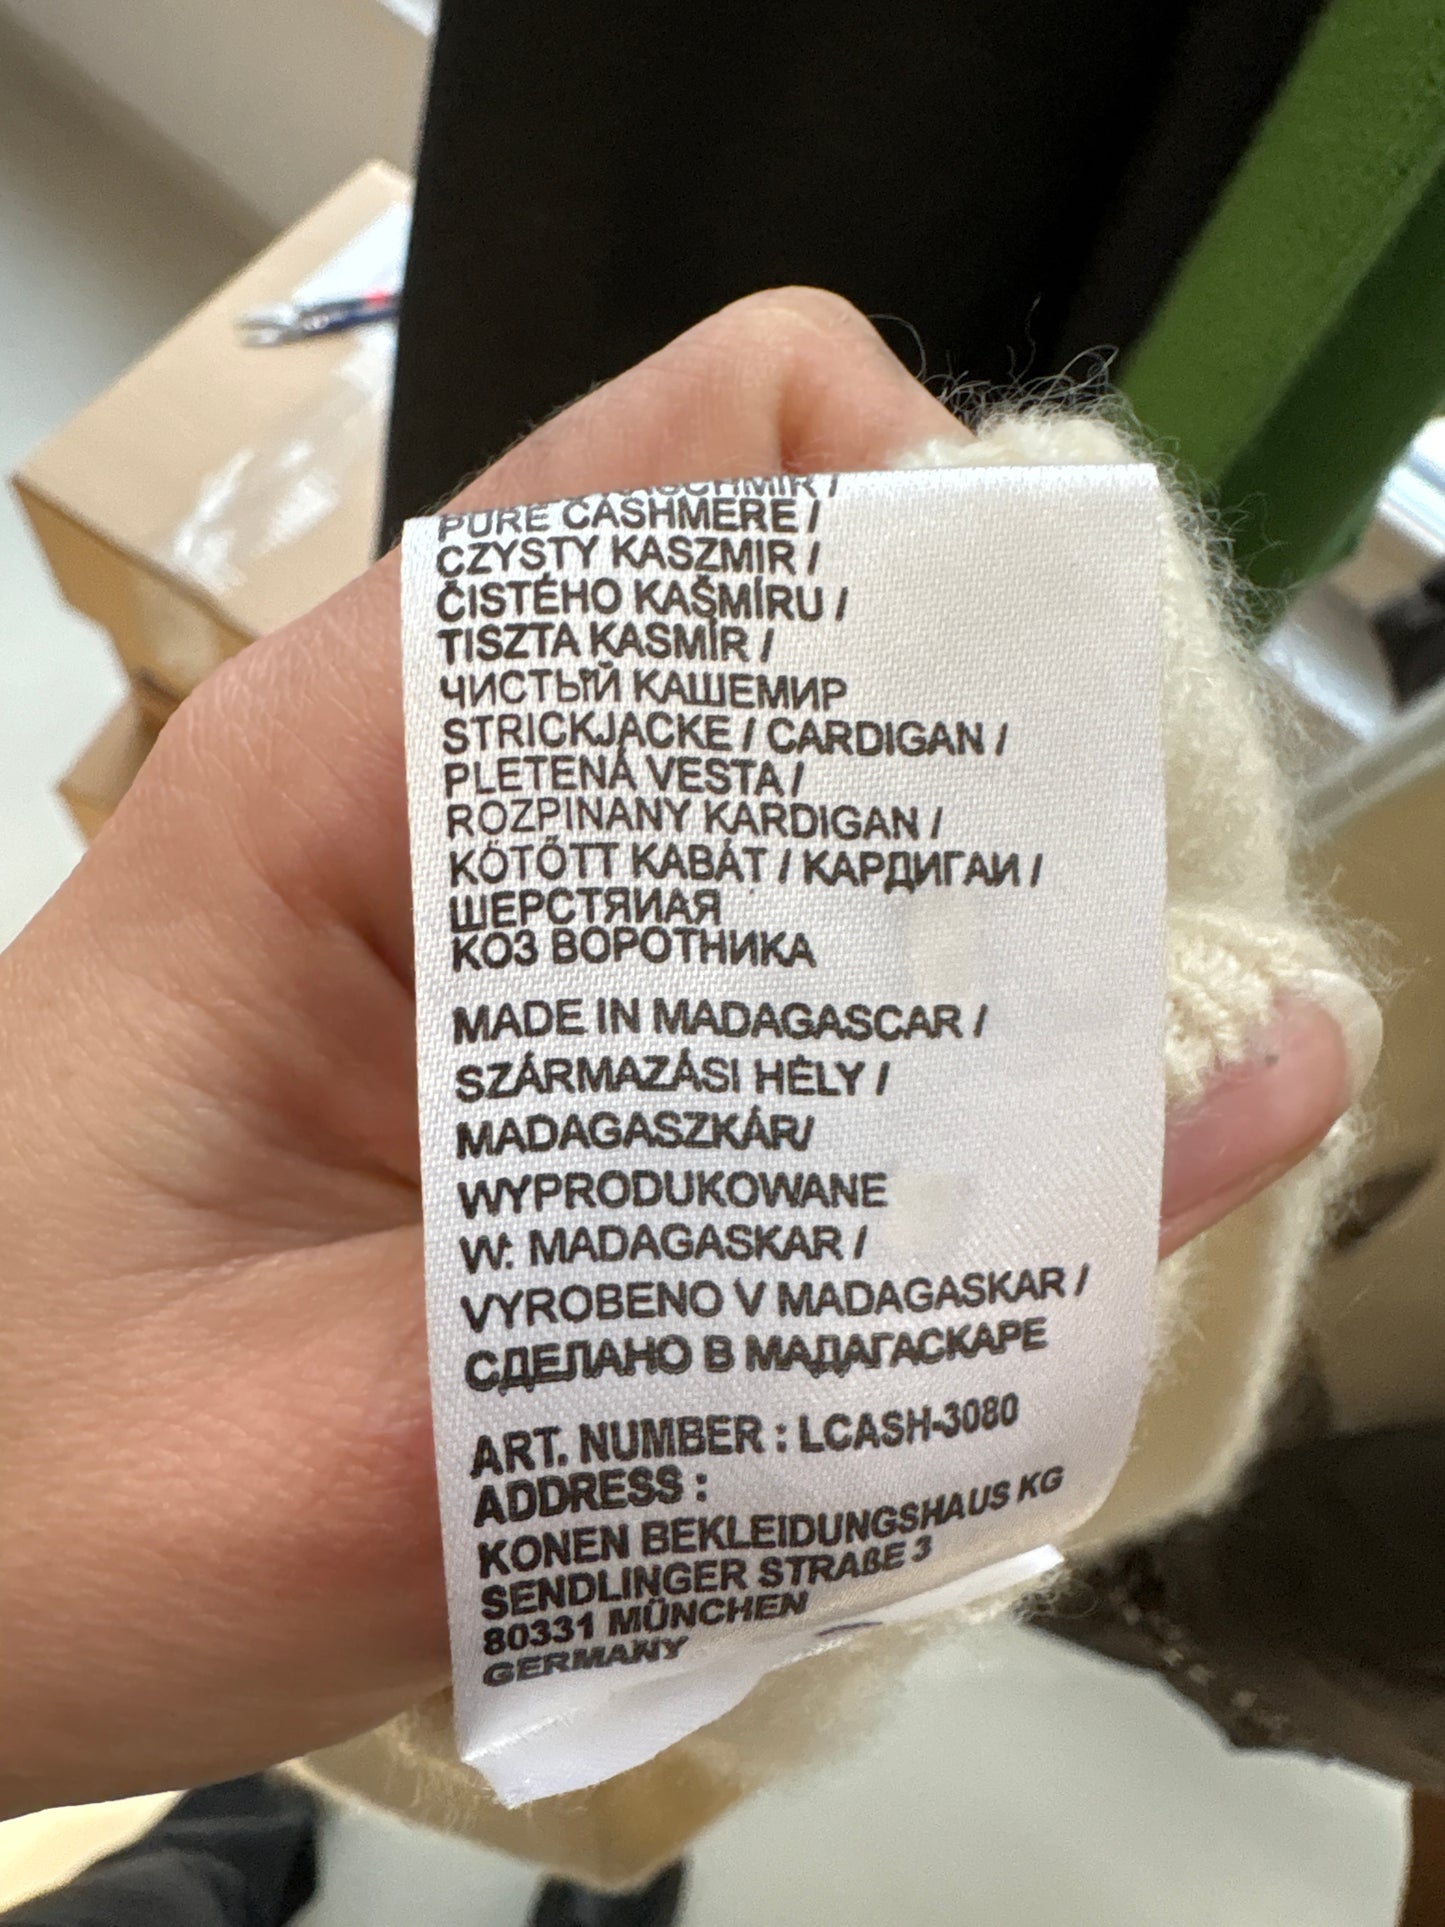 PURE CASHMERE /
CZYSTY KASZMIR /
ČISTÉHO KAŠMÍRU /
TISZTA KASMÍR /
ЧИСТЫЙ КАШЕМИР
STRICKJACKE / CARDIGAN /
PLETENÁ VESTA /
ROZPINANY KARDIGAN /
KÖTÖTT KABÁT / КАРДИГАИ /
ШЕРСТЯИАЯ
КОЗ ВОРОТНИКА
MADE IN MADAGASCAR /
SZÁRMAZÁSI HELY /
MADAGASZKÁR/
WYPRODUKOWANE
W: MADAGASKAR /
VYROBENO V MADAGASKAR /
СДЕЛАНО В МАДАГАСКАРЕ
ART. NUMBER : LCASH-3080
ADDRESS :
KONEN BEKLEIDUNGSHAUS KG
SENDLINGER STRAßE 3
80331 MÜNCHEN
GERMANY